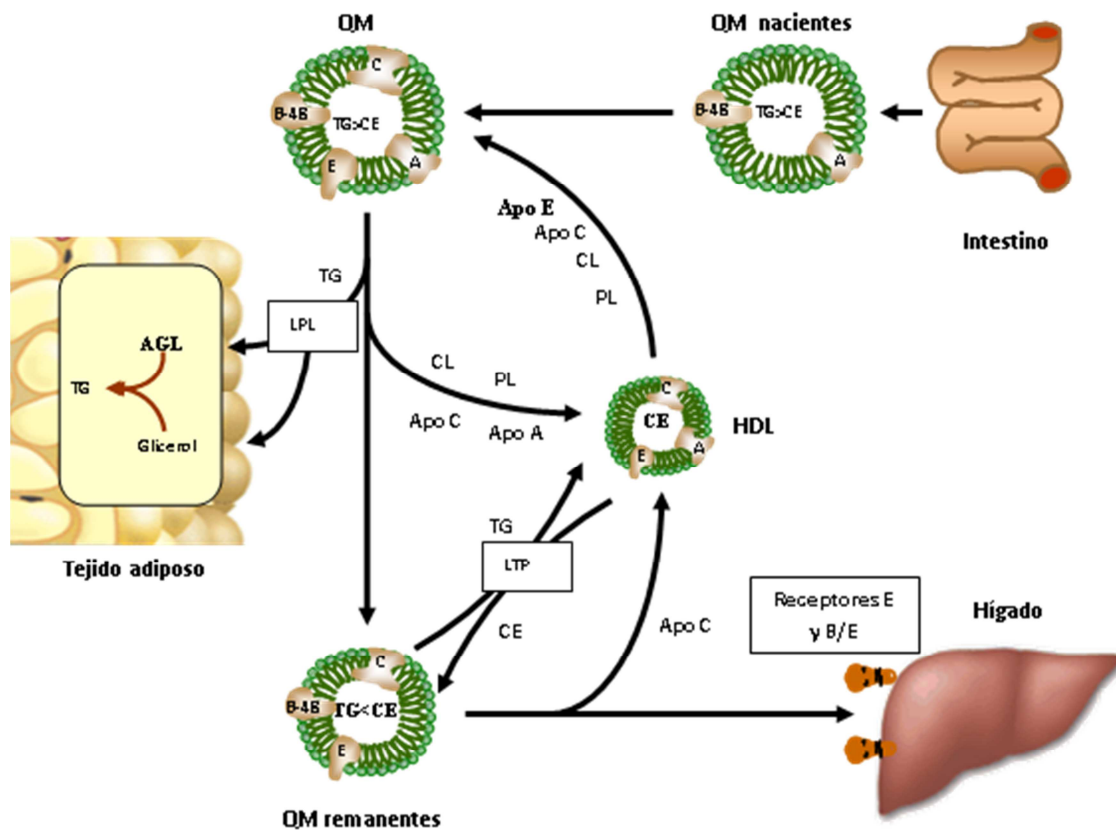 QM
QM nacientes
C
B-48
TG>CE
E
A
B-48
TG>CE
A
Intestino
Apo E
Apo C
CL
PL
TG
LPL
AGL
TG
Glicerol
Tejido adiposo
CL
PL
Apo C
Apo A
C
CE
E
A
HDL
TG
LTP
CE
Apo C
Receptores E
y B/E
Hígado
C
B-48
TG<CE
E
QM remanentes